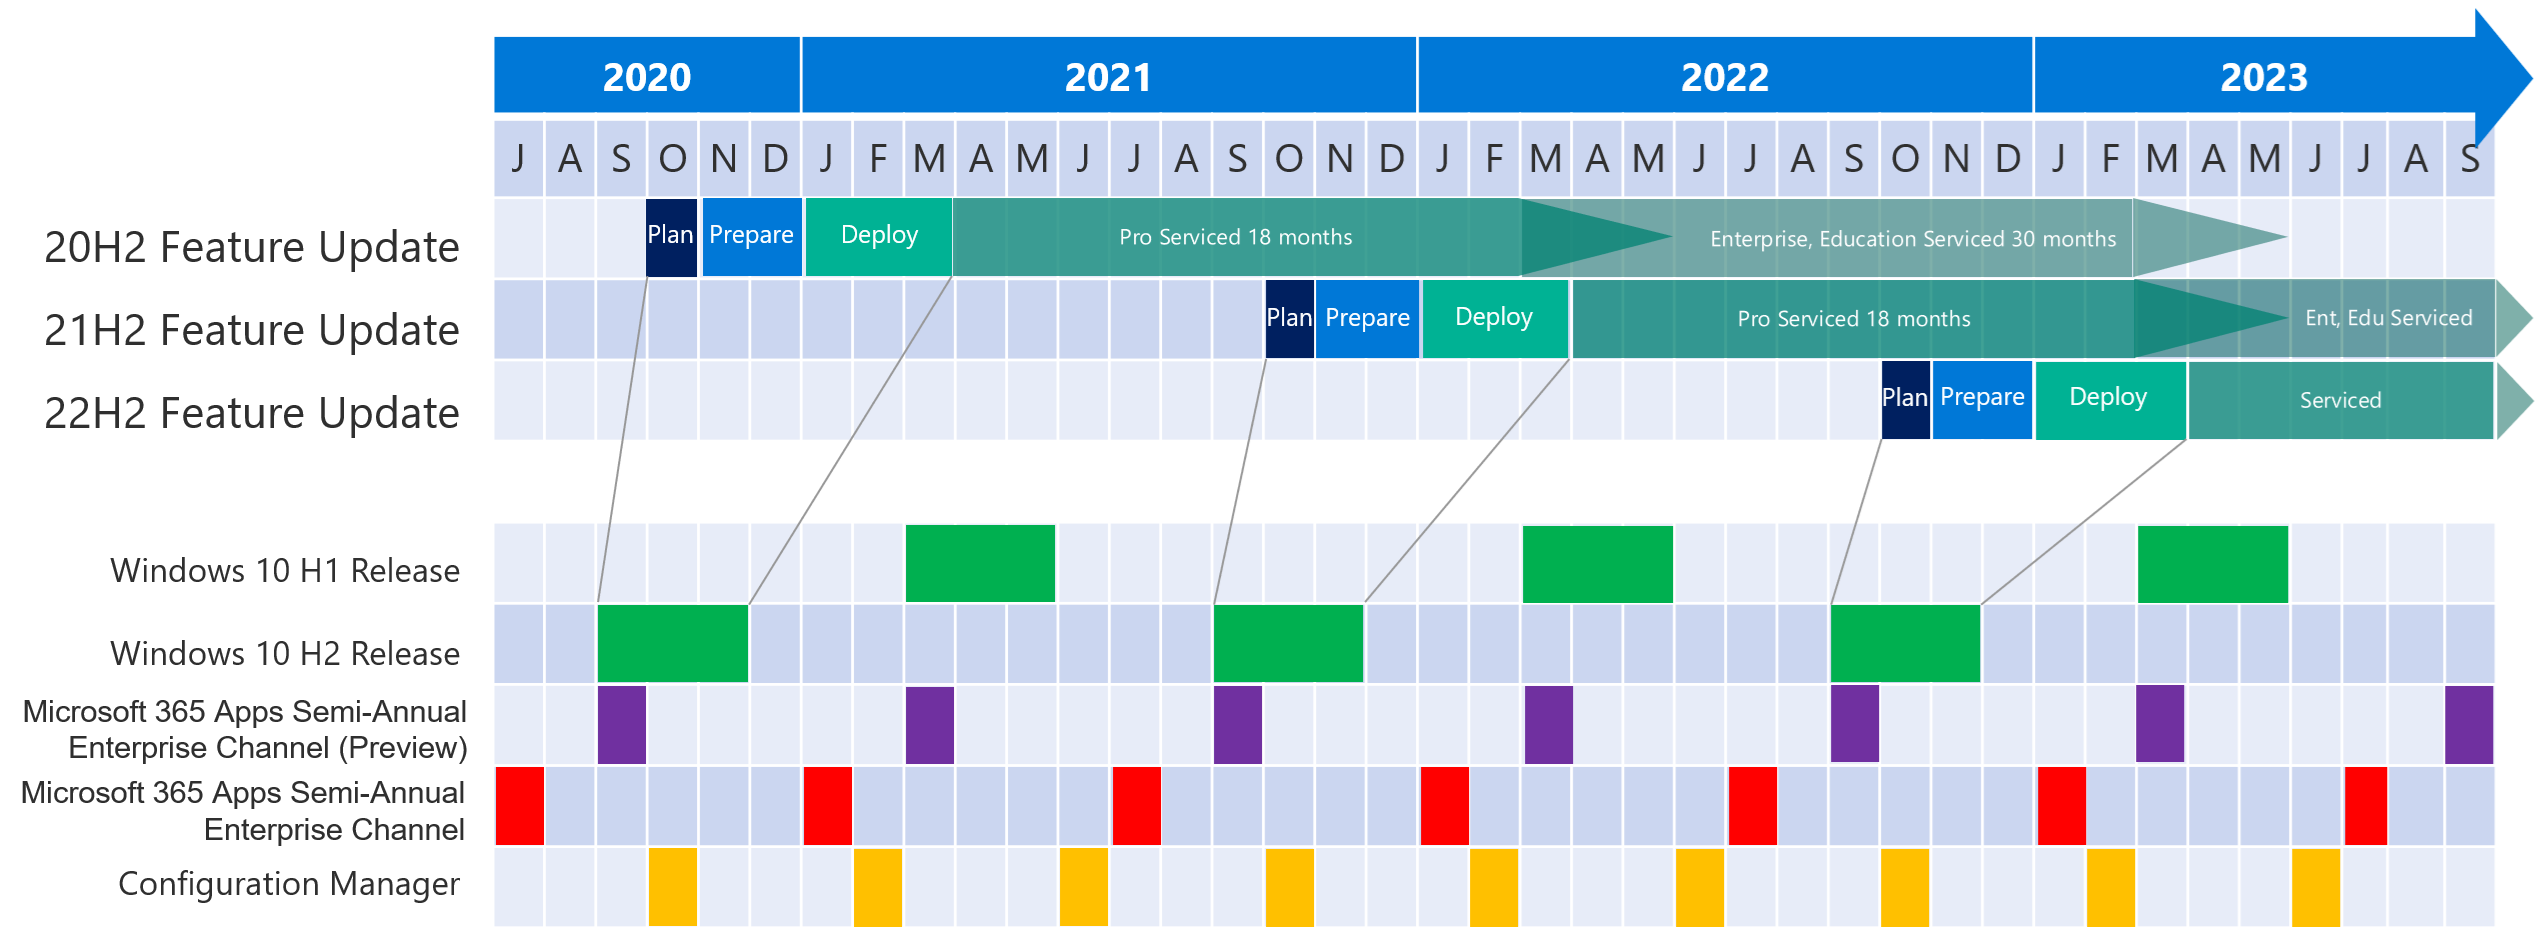 2020 2021 2022 2023
J A S O N D J F M A M J J A S O N D J F M A M J J A S O N D J F M A M J J A S
20H2 Feature Update Plan Prepare Deploy Pro Serviced 18 months Enterprise, Education Serviced 30 months
21H2 Feature Update Plan Prepare Deploy Pro Serviced 18 months Ent, Edu Serviced
22H2 Feature Update Plan Prepare Deploy Serviced
Windows 10 H1 Release
Windows 10 H2 Release
Microsoft 365 Apps Semi-Annual
Enterprise Channel (Preview)
Microsoft 365 Apps Semi-Annual
Enterprise Channel
Configuration Manager